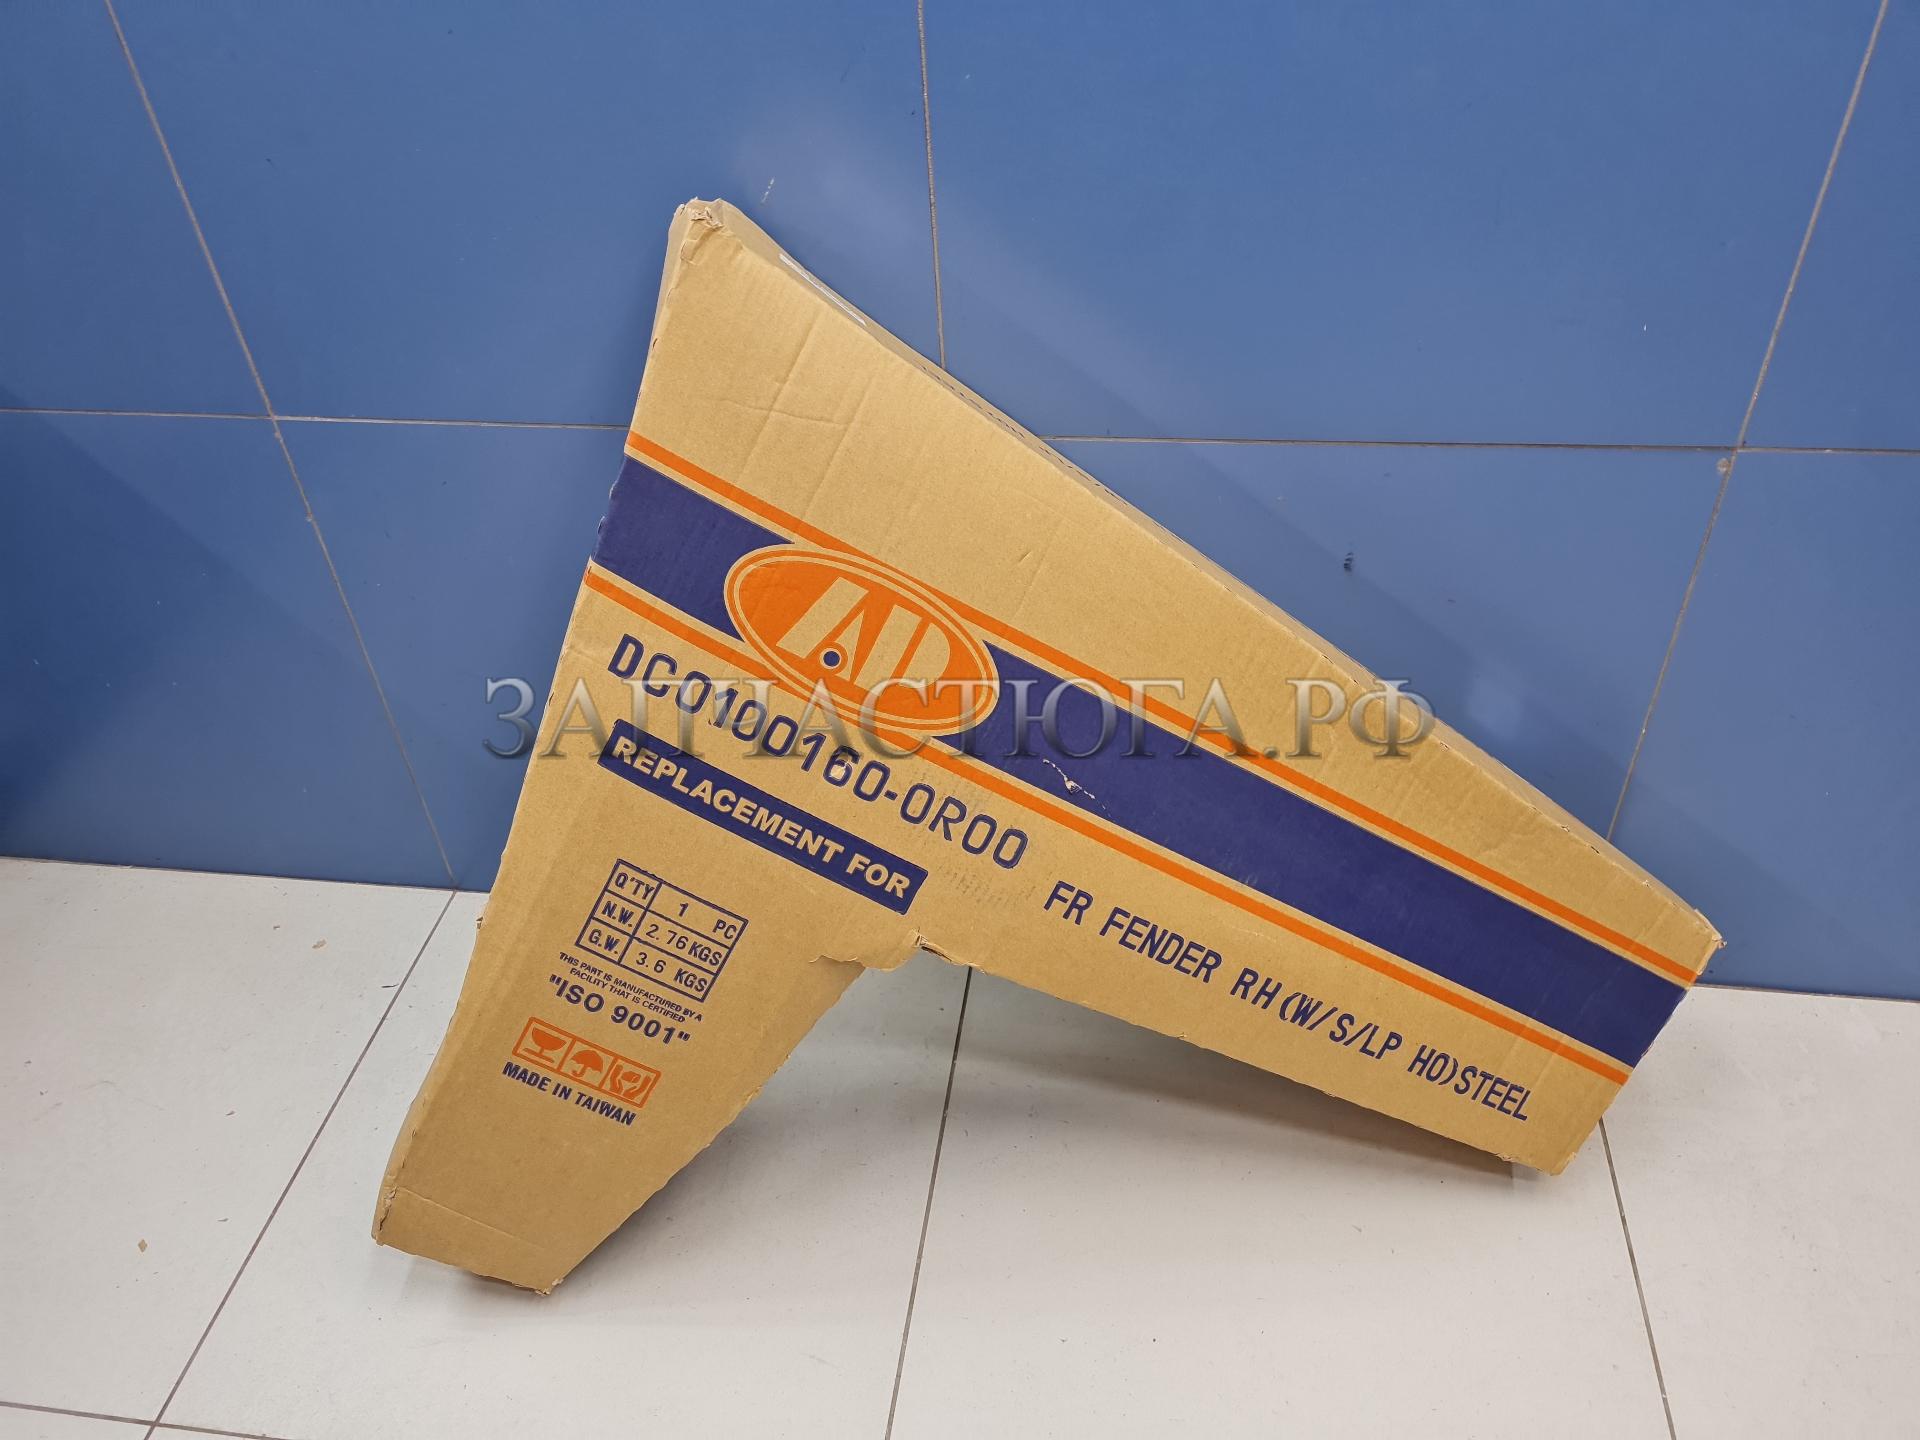 AP
DC0100160-0R00 FR FENDER RH(W/S/LP HO)STEEL
ЗАПЧАСТЮГА.РФ
REPLACEMENT FOR
Q'TY 1 PC
N.W. 2.76 KGS
G.W. 3.6 KGS
THIS PART IS MANUFACTURED BY A
FACILITY THAT IS CERTIFIED
"ISO 9001"
MADE IN TAIWAN